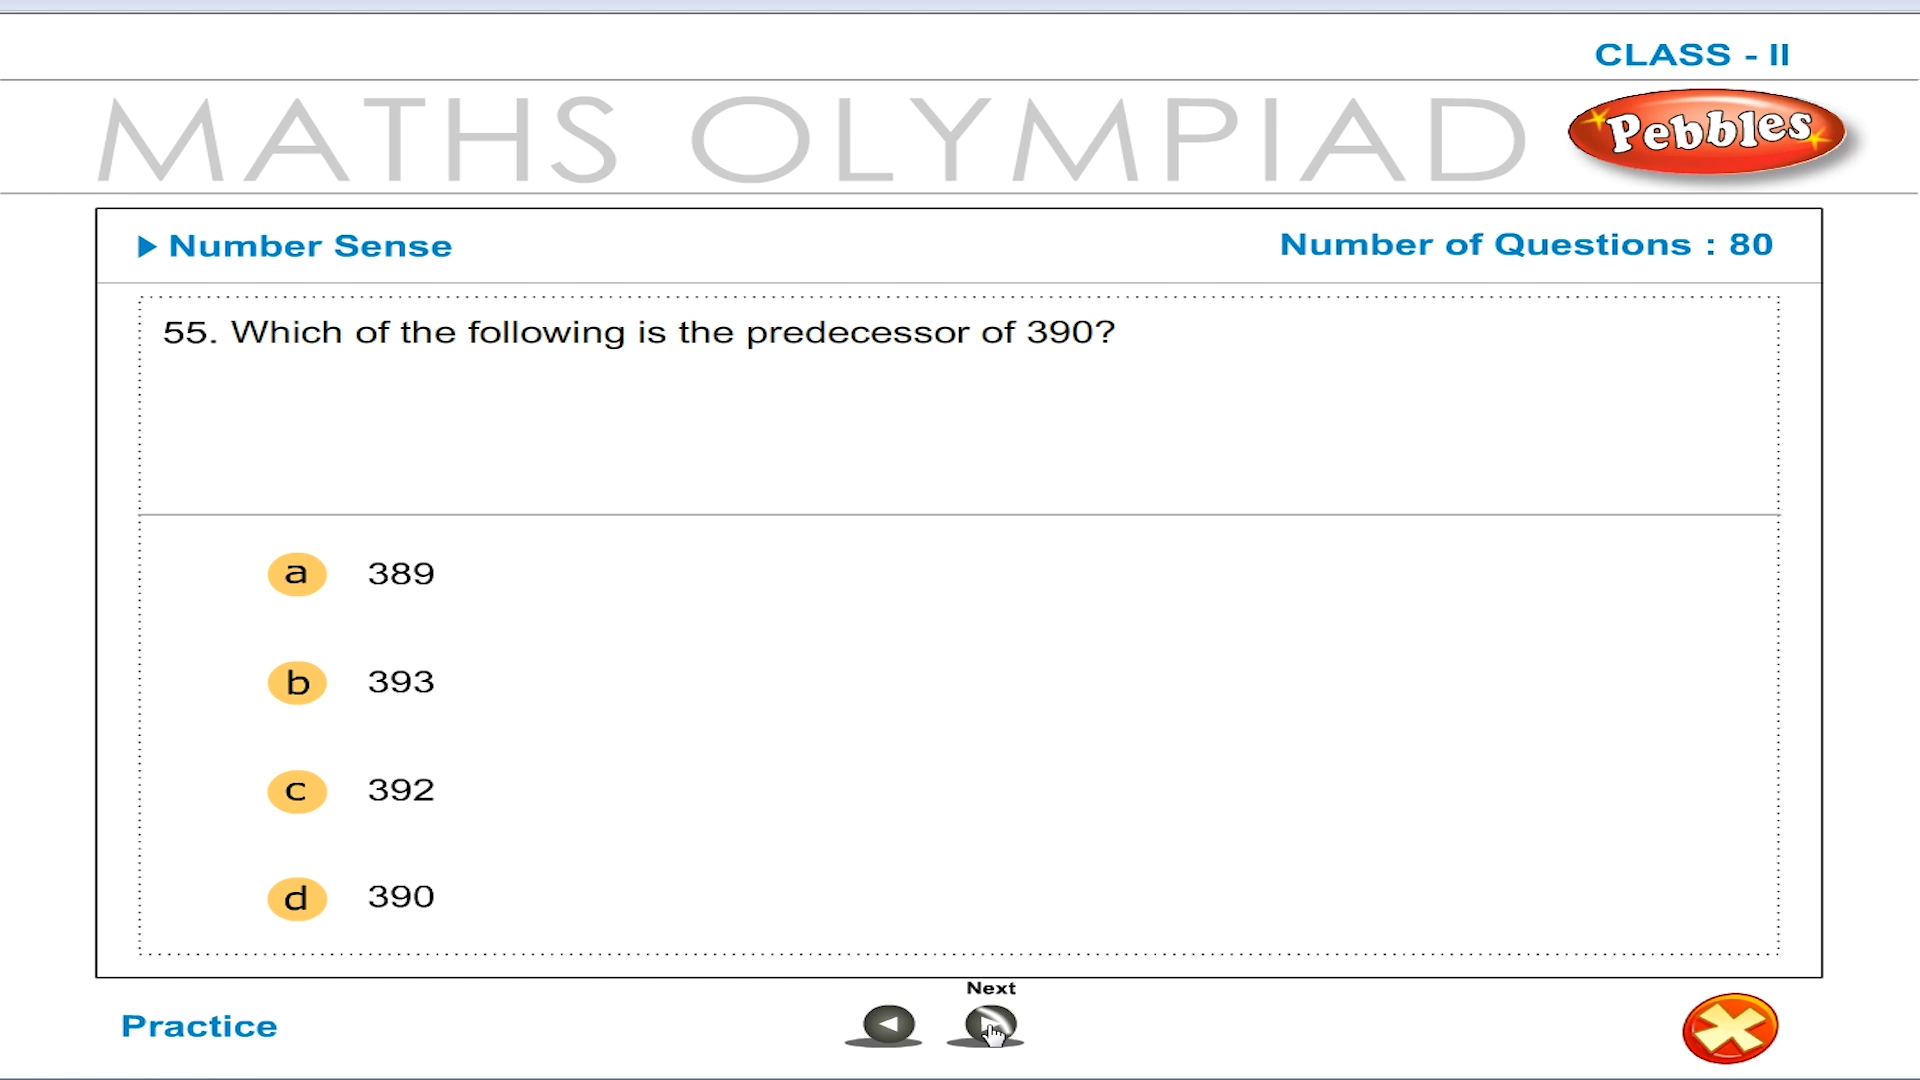 CLASS - II
MATHS OLYMPIAD
Pebbles
Number Sense
Number of Questions : 80
55. Which of the following is the predecessor of 390?
a 389
b 393
c 392
d 390
Next
Practice